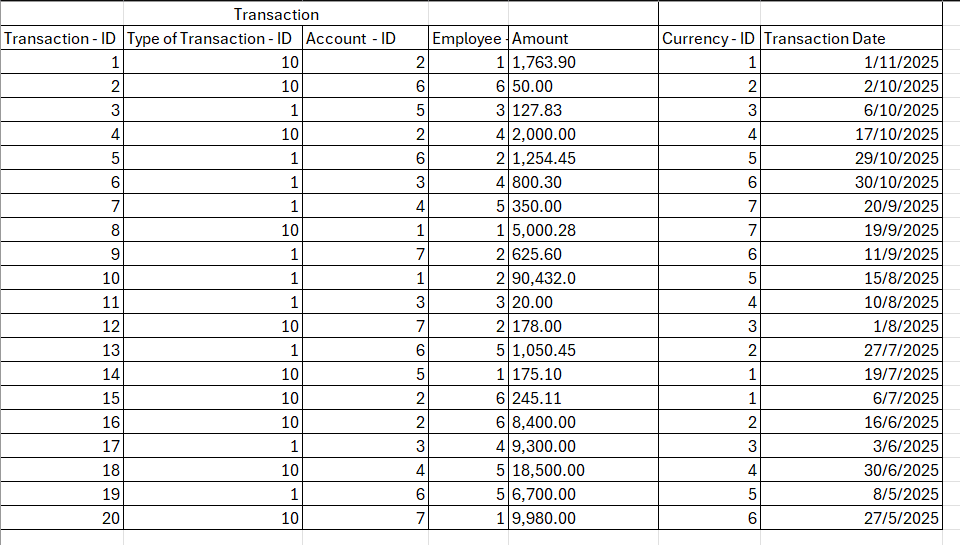 Transaction
Transaction - ID Type of Transaction - ID Account - ID Employee - Amount Currency - ID Transaction Date
1 10 2 1 1,763.90 1 1/11/2025
2 10 6 6 50.00 2 2/10/2025
3 1 5 3 127.83 3 6/10/2025
4 10 2 4 2,000.00 4 17/10/2025
5 1 6 2 1,254.45 5 29/10/2025
6 1 3 4 800.30 6 30/10/2025
7 1 4 5 350.00 7 20/9/2025
8 10 1 1 5,000.28 7 19/9/2025
9 1 7 2 625.60 6 11/9/2025
10 1 1 2 90,432.0 5 15/8/2025
11 1 3 3 20.00 4 10/8/2025
12 10 7 2 178.00 3 1/8/2025
13 1 6 5 1,050.45 2 27/7/2025
14 10 5 1 175.10 1 19/7/2025
15 10 2 6 245.11 1 6/7/2025
16 10 2 6 8,400.00 2 16/6/2025
17 1 3 4 9,300.00 3 3/6/2025
18 10 4 5 18,500.00 4 30/6/2025
19 1 6 5 6,700.00 5 8/5/2025
20 10 7 1 9,980.00 6 27/5/2025